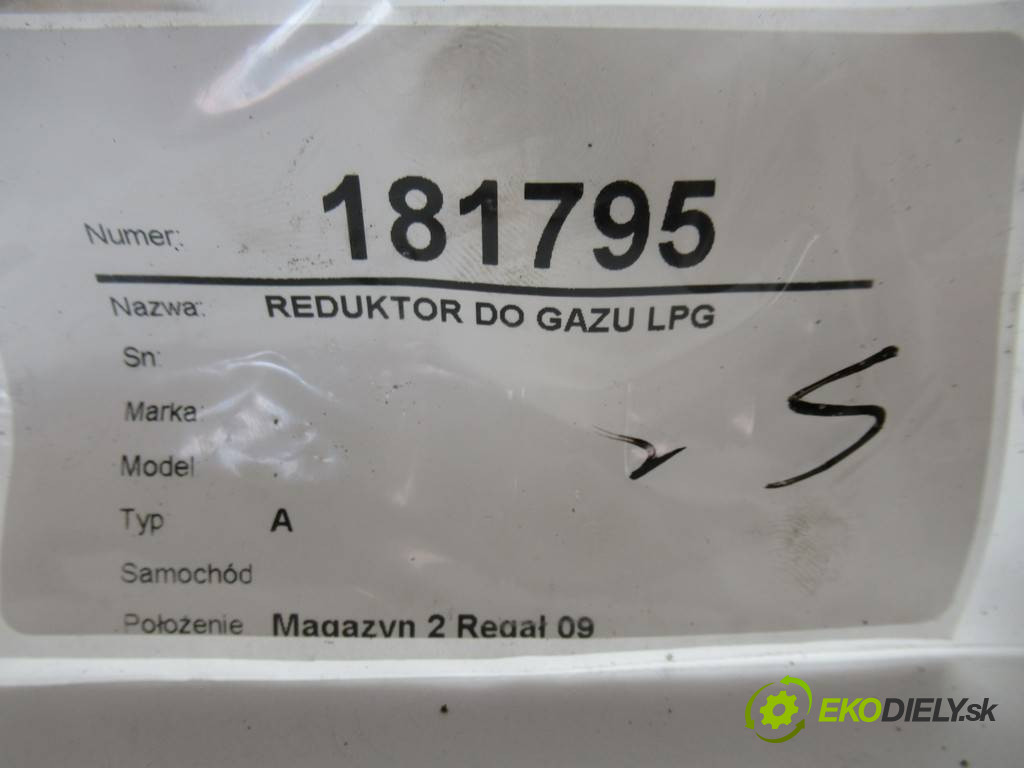 Numer: 181795
Nazwa: REDUKTOR DO GAZU LPG
Sn:
Marka: .
Model .
Typ A
Samochód
Położenie Magazyn 2 Regał 09
EKODIELY.sk